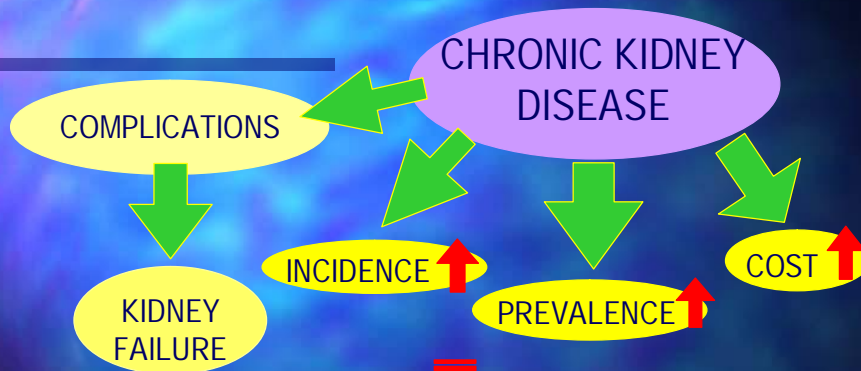 CHRONIC KIDNEY
DISEASE
COMPLICATIONS
INCIDENCE
COST
PREVALENCE
KIDNEY
FAILURE